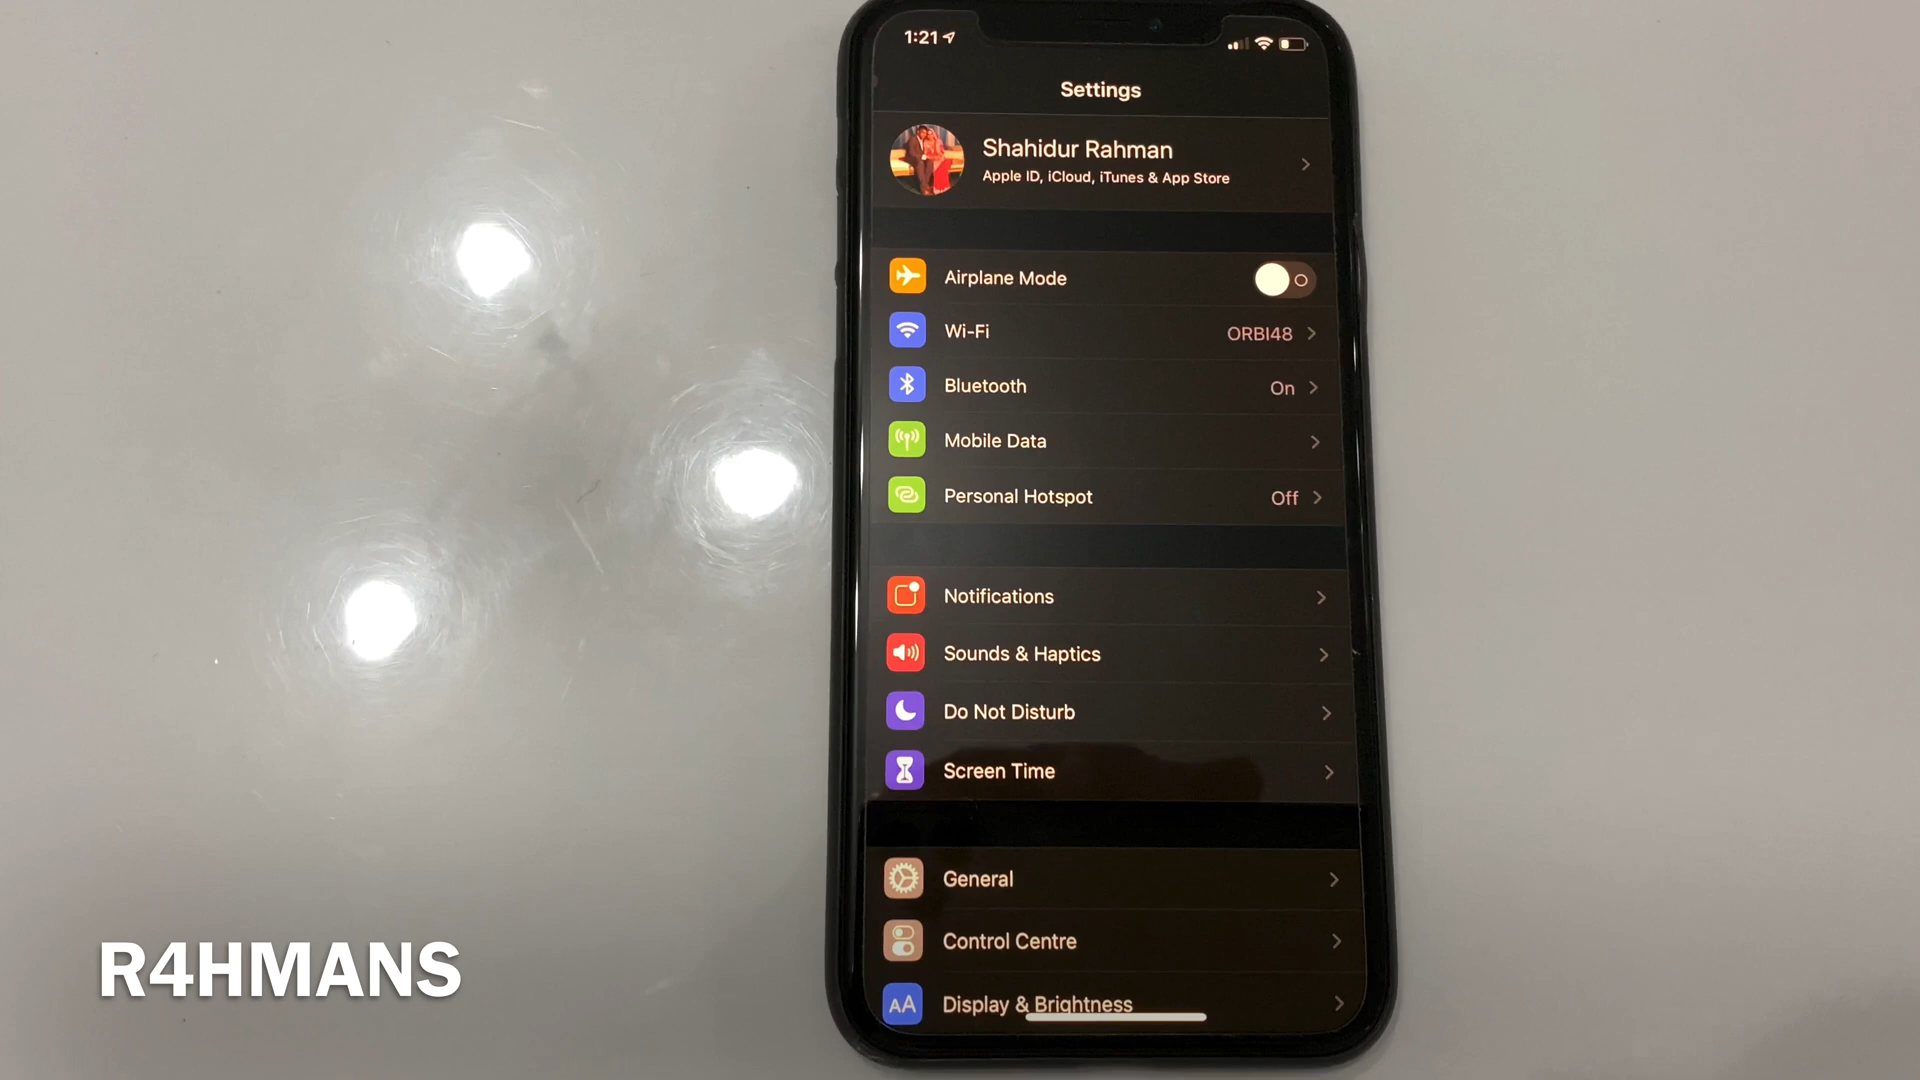 1:21
Settings
Shahidur Rahman
Apple ID, iCloud, iTunes & App Store
Airplane Mode
Wi-Fi ORBI48
Bluetooth On
Mobile Data
Personal Hotspot Off
Notifications
Sounds & Haptics
Do Not Disturb
Screen Time
General
Control Centre
AA Display & Brightness
R4HMANS